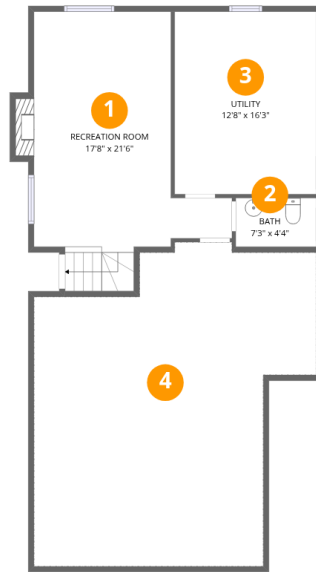 1
RECREATION ROOM
17'8" x 21'6"
3
UTILITY
12'8" x 16'3"
2
BATH
7'3" x 4'4"
4